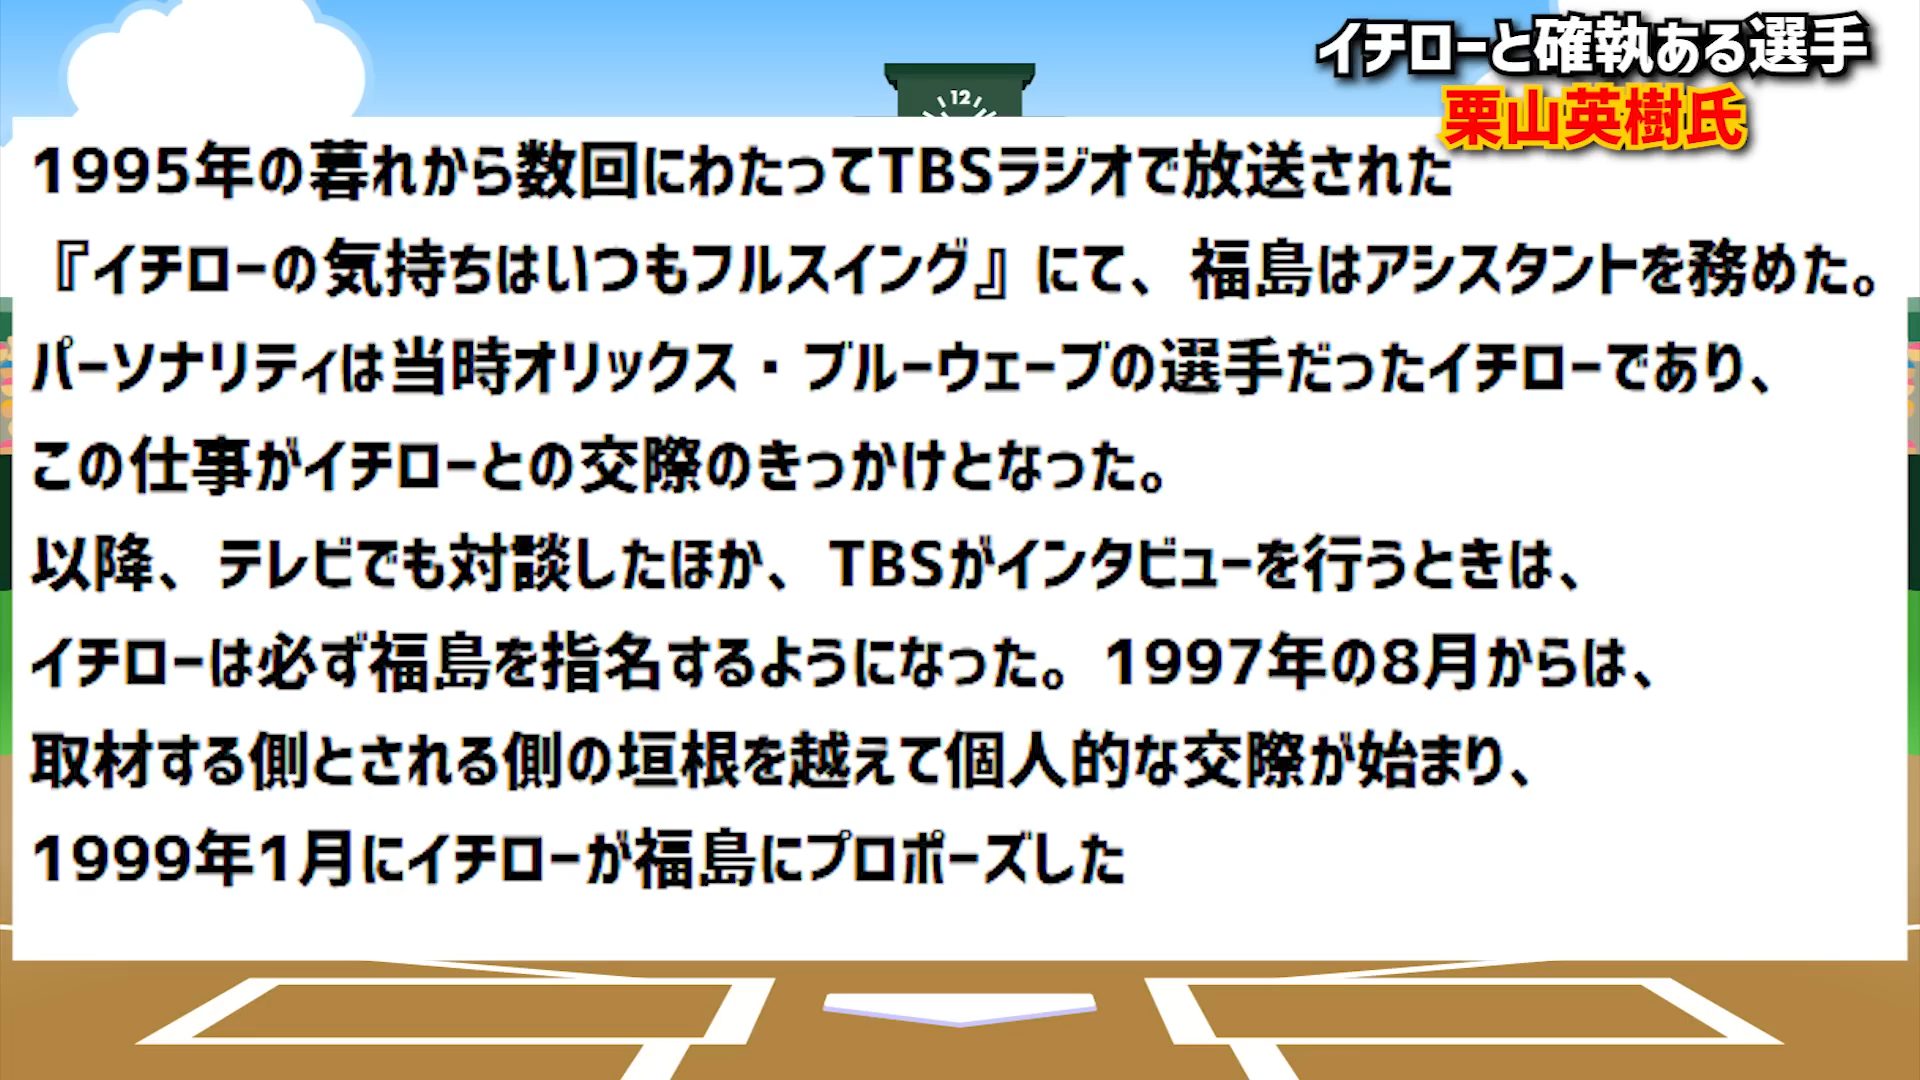 イチローと確執ある選手
栗山英樹氏
12
1995年の暮れから数回にわたってTBSラジオで放送された
『イチローの気持ちはいつもフルスイング』にて、福島はアシスタントを務めた。
パーソナリティは当時オリックス・ブルーウェーブの選手だったイチローであり、
この仕事がイチローとの交際のきっかけとなった。
以降、テレビでも対談したほか、TBSがインタビューを行うときは、
イチローは必ず福島を指名するようになった。1997年の8月からは、
取材する側とされる側の垣根を越えて個人的な交際が始まり、
1999年1月にイチローが福島にプロポーズした